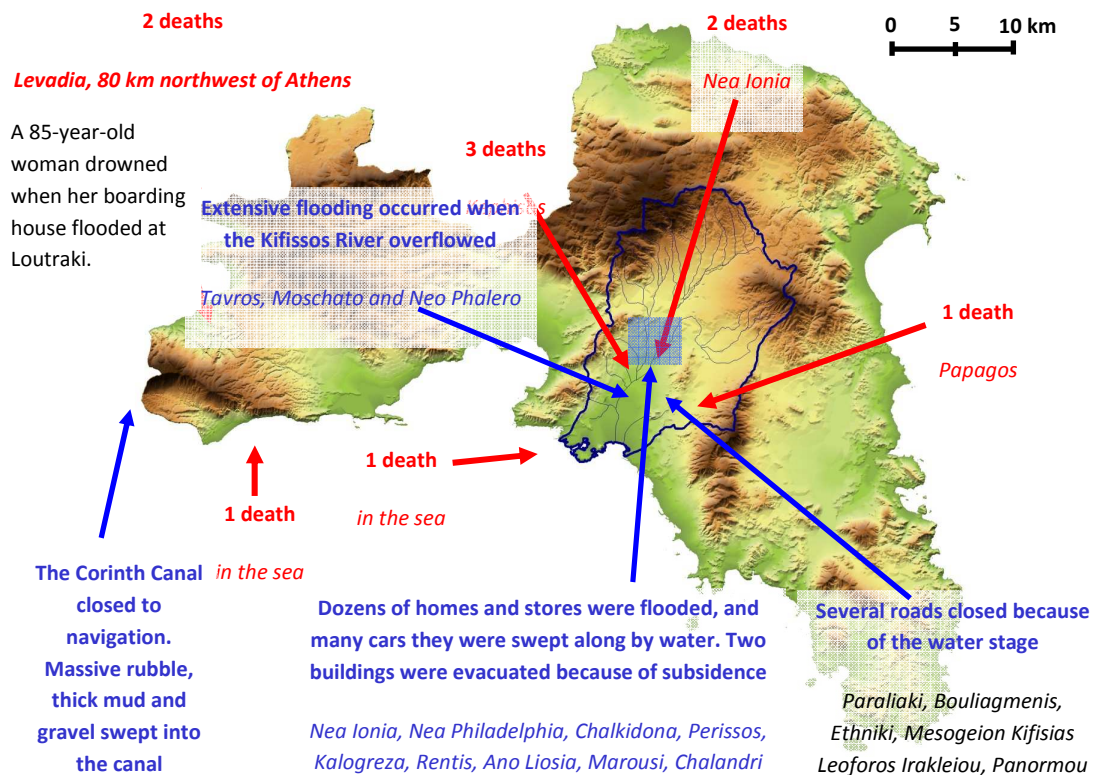 2 deaths
Levadia, 80 km northwest of Athens
A 85-year-old
woman drowned
when her boarding
house flooded at
Loutraki.
2 deaths
Nea Ionia
0 5 10 km
3 deaths
Extensive flooding occurred when
the Kifissos River overflowed
Tavros, Moschato and Neo Phalero
1 death
Papagos
1 death
in the sea
1 death
in the sea
The Corinth Canal
closed to
navigation.
Massive rubble,
thick mud and
gravel swept into
the canal
Dozens of homes and stores were flooded, and
many cars they were swept along by water. Two
buildings were evacuated because of subsidence
Nea Ionia, Nea Philadelphia, Chalkidona, Perissos,
Kalogreza, Rentis, Ano Liosia, Marousi, Chalandri
Several roads closed because
of the water stage
Paraliaki, Bouliagmenis,
Ethniki, Mesogeion Kifisias
Leoforos Irakleiou, Panormou